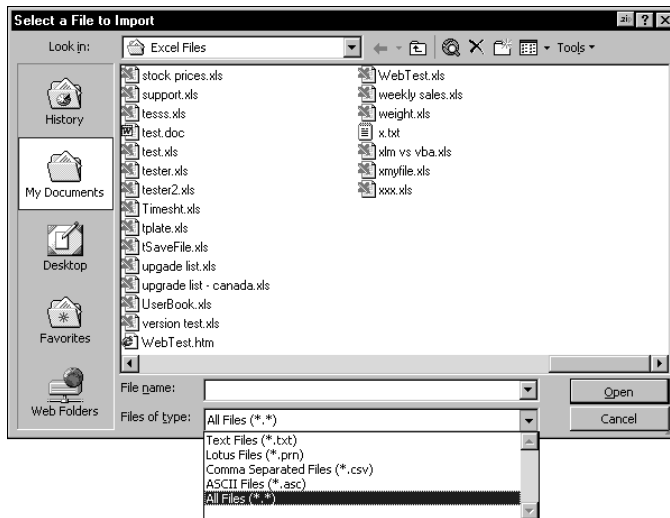 Select a File to Import
Look in:
Excel Files
Tools
History
My Documents
Desktop
Favorites
Web Folders
stock prices.xls
support.xls
tesss.xls
test.doc
test.xls
tester.xls
tester2.xls
Timesht.xls
tplate.xls
tSaveFile.xls
upgade list.xls
upgrade list - canada.xls
UserBook.xls
version test.xls
WebTest.htm
WebTest.xls
weekly sales.xls
weight.xls
x.txt
xlm vs vba.xls
xmyfile.xls
xxx.xls
File name:
Open
Files of type:
All Files (*.*)
Cancel
Text Files (*.txt)
Lotus Files (*.prn)
Comma Separated Files (*.csv)
ASCII Files (*.asc)
All Files (*.*)